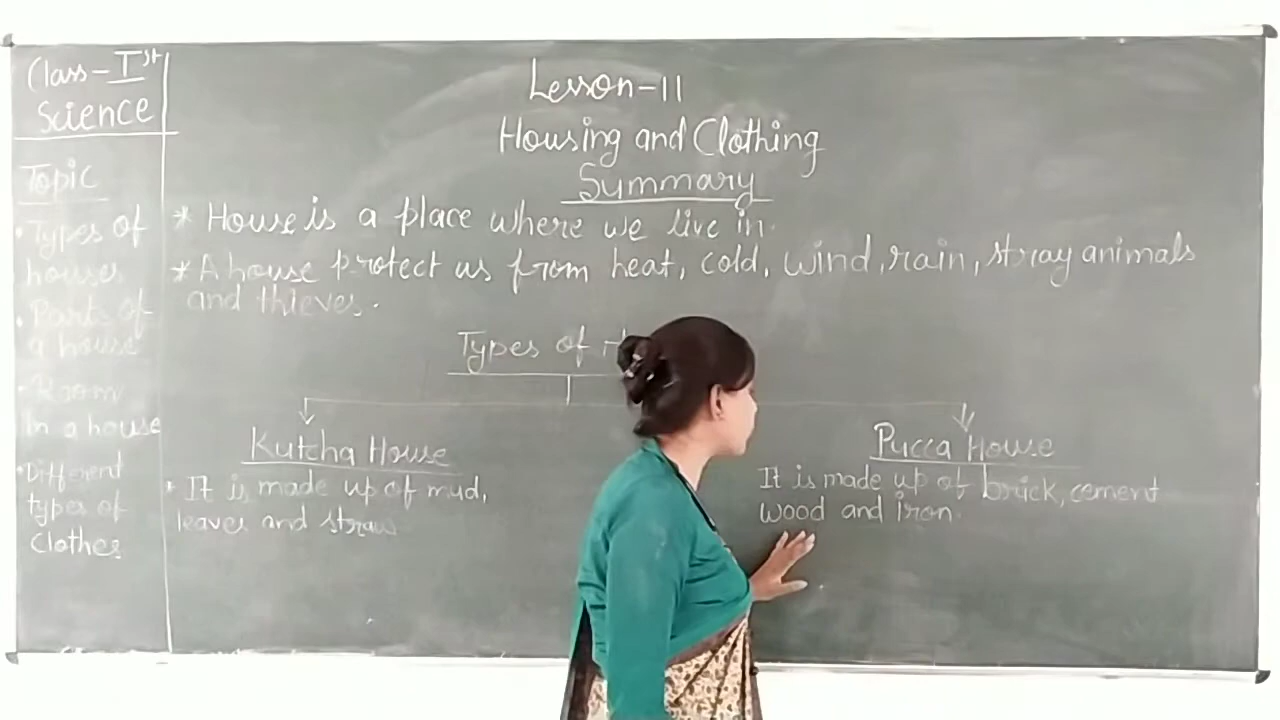 Class-Ist
Science
Topic
• Types of
houses
• Parts of
a house
• Room
in a house
• Different
types of
Clothes
Lesson-11
Housing and Clothing
Summary
* House is a place where we live in.
* A house protect us from heat, cold, wind, rain, stray animals
and thieves.
Types of H
Kutcha House
• It is made up of mud,
leaves and straw
Pucca House
It is made up of brick, cement
wood and iron.